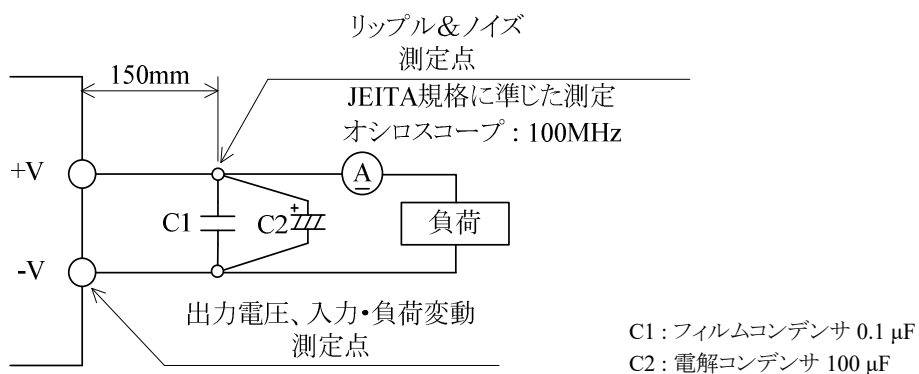 リップル&ノイズ
測定点
150mm
JEITA規格に準じた測定
オシロスコープ : 100MHz
+V
A
C1
+
C2
負荷
-V
出力電圧、入力・負荷変動
測定点
C1 : フィルムコンデンサ 0.1 μF
C2 : 電解コンデンサ 100 μF